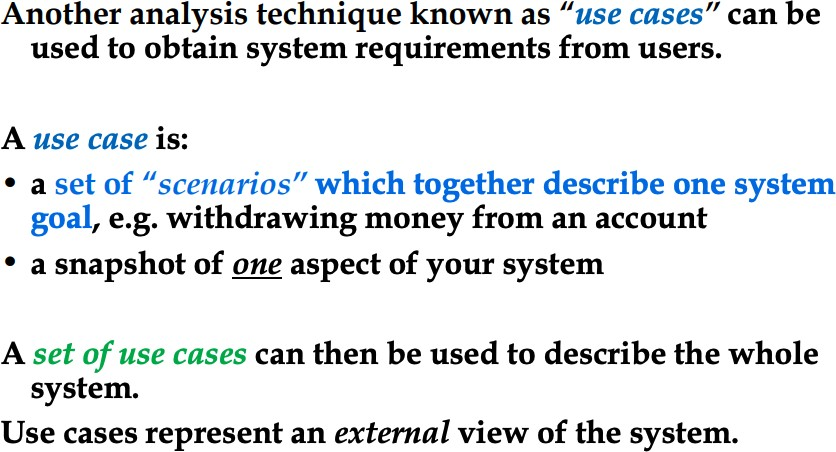 Another analysis technique known as “use cases” can be
used to obtain system requirements from users.
A use case is:
• a set of “scenarios” which together describe one system
goal, e.g. withdrawing money from an account
• a snapshot of one aspect of your system
A set of use cases can then be used to describe the whole
system.
Use cases represent an external view of the system.